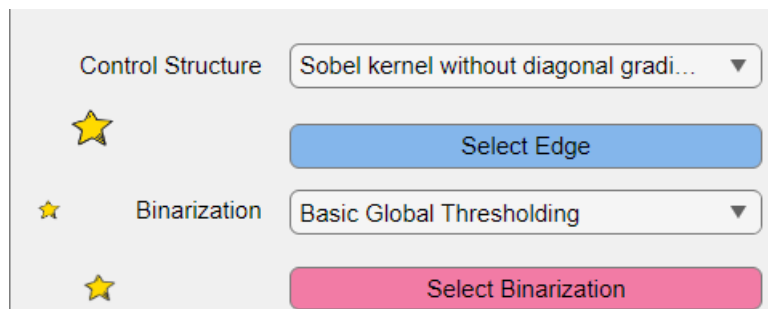 Control Structure Sobel kernel without diagonal gradi...
Select Edge
Binarization Basic Global Thresholding
Select Binarization